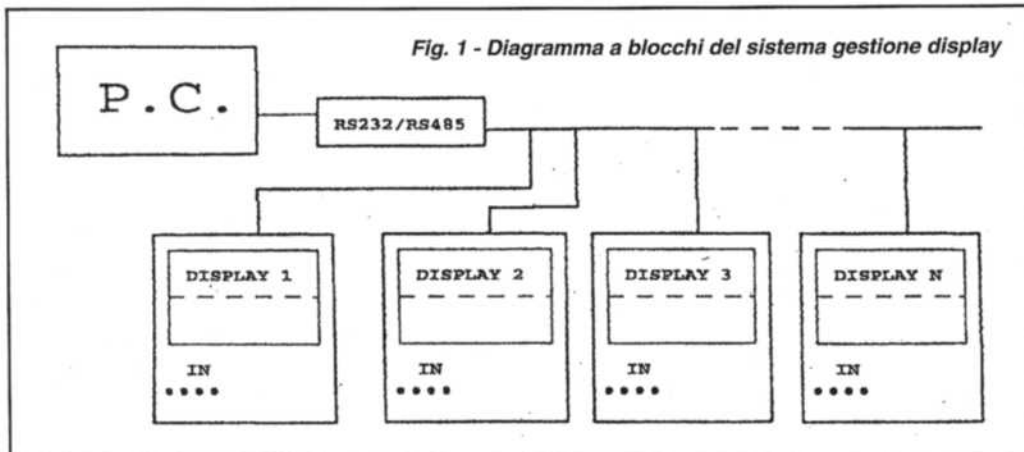 Fig. 1 - Diagramma a blocchi del sistema gestione display
P.C.
RS232/RS485
DISPLAY 1
DISPLAY 2
DISPLAY 3
DISPLAY N
IN
IN
IN
IN